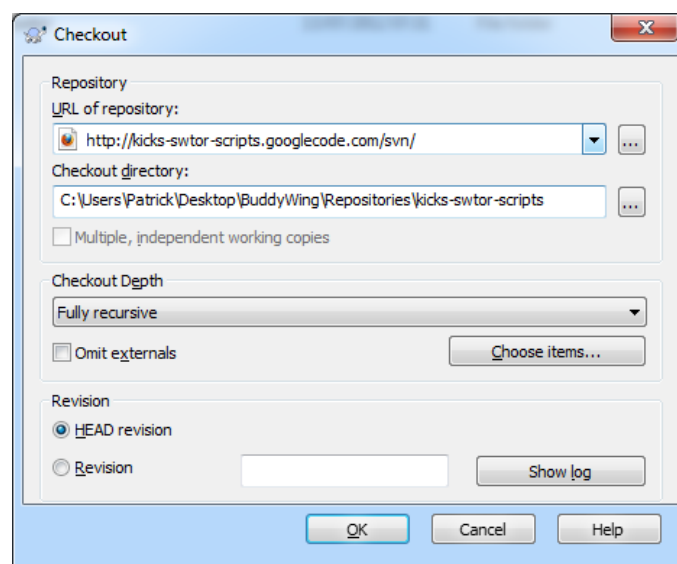 Checkout
Repository
URL of repository:
http://kicks-swtor-scripts.googlecode.com/svn/
...
Checkout directory:
C:\Users\Patrick\Desktop\BuddyWing\Repositories\kicks-swtor-scripts
...
Multiple, independent working copies
Checkout Depth
Fully recursive
Omit externals
Choose items...
Revision
HEAD revision
Revision
Show log
OK Cancel Help